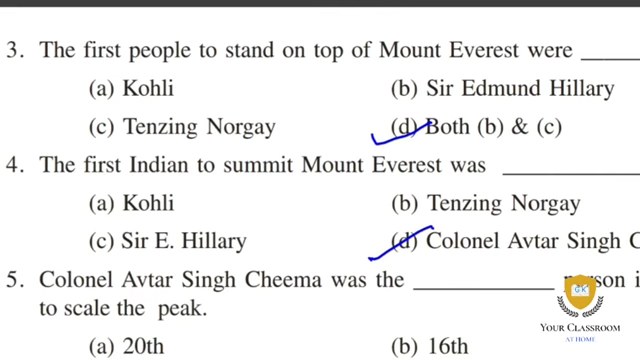 3. The first people to stand on top of Mount Everest were ______
(a) Kohli (b) Sir Edmund Hillary
(c) Tenzing Norgay (d) Both (b) & (c)
4. The first Indian to summit Mount Everest was ______
(a) Kohli (b) Tenzing Norgay
(c) Sir E. Hillary (d) Colonel Avtar Singh C
5. Colonel Avtar Singh Cheema was the ______ person i
to scale the peak.
(a) 20th (b) 16th
GK
YOUR CLASSROOM
AT HOME